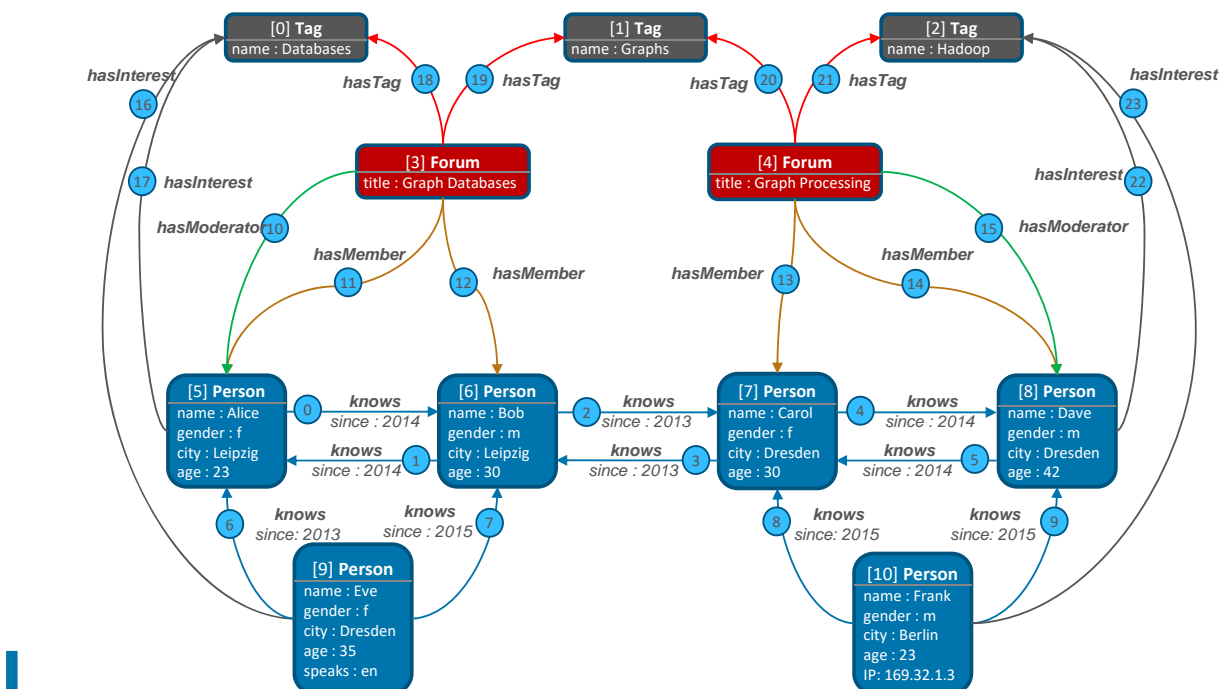 [0] Tag
name : Databases
[1] Tag
name : Graphs
[2] Tag
name : Hadoop
hasInterest
16
hasTag
18
19
hasTag
hasTag
20
21
hasTag
hasInterest
23
[3] Forum
title : Graph Databases
[4] Forum
title : Graph Processing
17
hasInterest
hasInterest
22
hasModerator
10
15
hasModerator
hasMember
11
12
hasMember
hasMember
13
hasMember
14
[5] Person
name : Alice
gender : f
city : Leipzig
age : 23
0
knows
since : 2014
1
knows
since : 2014
[6] Person
name : Bob
gender : m
city : Leipzig
age : 30
2
knows
since : 2013
3
knows
since : 2013
[7] Person
name : Carol
gender : f
city : Dresden
age : 30
4
knows
since : 2014
5
knows
since : 2014
[8] Person
name : Dave
gender : m
city : Dresden
age : 42
6
knows
since: 2013
knows
since : 2015
7
8
knows
since: 2015
knows
since: 2015
9
[9] Person
name : Eve
gender : f
city : Dresden
age : 35
speaks : en
[10] Person
name : Frank
gender : m
city : Berlin
age : 23
IP: 169.32.1.3